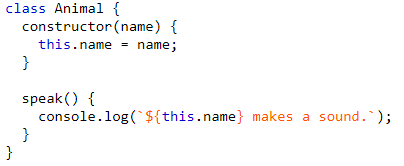 class Animal {
  constructor(name) {
    this.name = name;
  }

  speak() {
    console.log(`${this.name} makes a sound.`);
  }
}